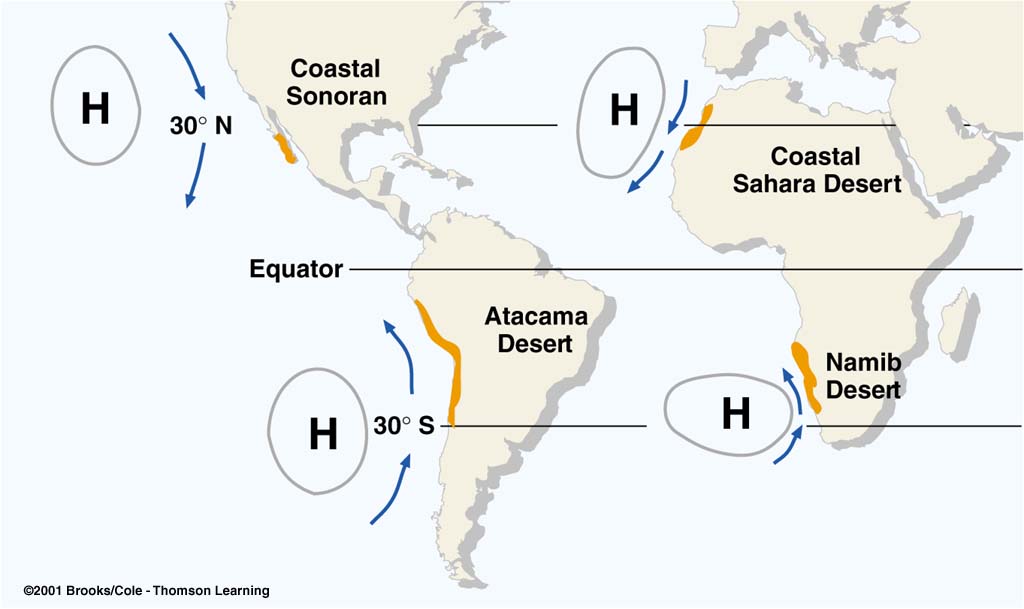 Coastal
Sonoran
H
H
30° N
Coastal
Sahara Desert
Equator
Atacama
Desert
Namib
Desert
H
H
30° S
©2001 Brooks/Cole - Thomson Learning